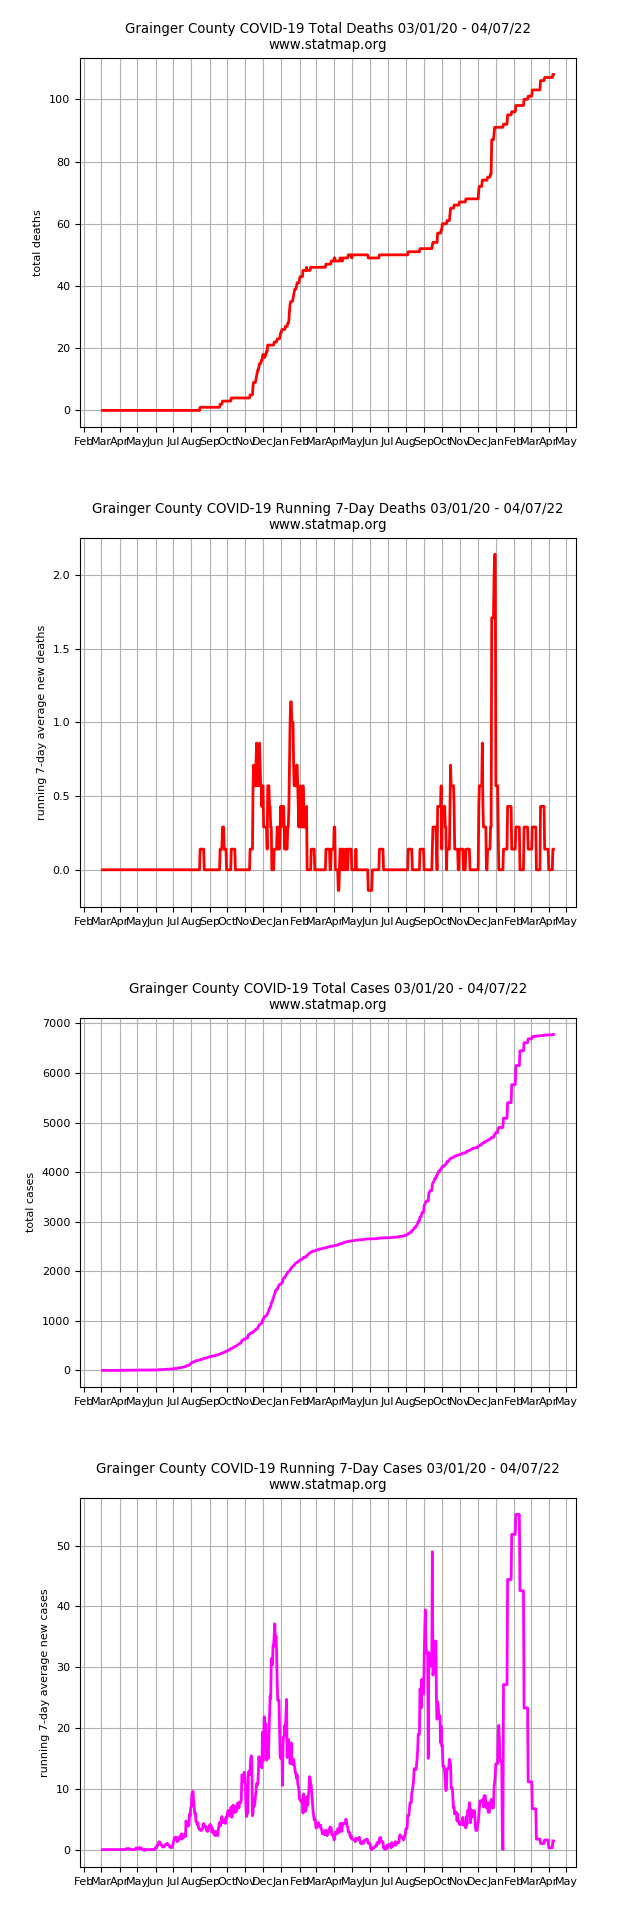 Grainger County COVID-19 Total Deaths 03/01/20 - 04/07/22
www.statmap.org
100
80
60
40
20
0
total deaths
Feb Mar Apr May Jun Jul Aug Sep Oct Nov Dec Jan Feb Mar Apr May Jun Jul Aug Sep Oct Nov Dec Jan Feb Mar Apr May
Grainger County COVID-19 Running 7-Day Deaths 03/01/20 - 04/07/22
www.statmap.org
2.0
1.5
1.0
0.5
0.0
running 7-day average new deaths
Feb Mar Apr May Jun Jul Aug Sep Oct Nov Dec Jan Feb Mar Apr May Jun Jul Aug Sep Oct Nov Dec Jan Feb Mar Apr May
Grainger County COVID-19 Total Cases 03/01/20 - 04/07/22
www.statmap.org
7000
6000
5000
4000
3000
2000
1000
0
total cases
Feb Mar Apr May Jun Jul Aug Sep Oct Nov Dec Jan Feb Mar Apr May Jun Jul Aug Sep Oct Nov Dec Jan Feb Mar Apr May
Grainger County COVID-19 Running 7-Day Cases 03/01/20 - 04/07/22
www.statmap.org
50
40
30
20
10
0
running 7-day average new cases
Feb Mar Apr May Jun Jul Aug Sep Oct Nov Dec Jan Feb Mar Apr May Jun Jul Aug Sep Oct Nov Dec Jan Feb Mar Apr May